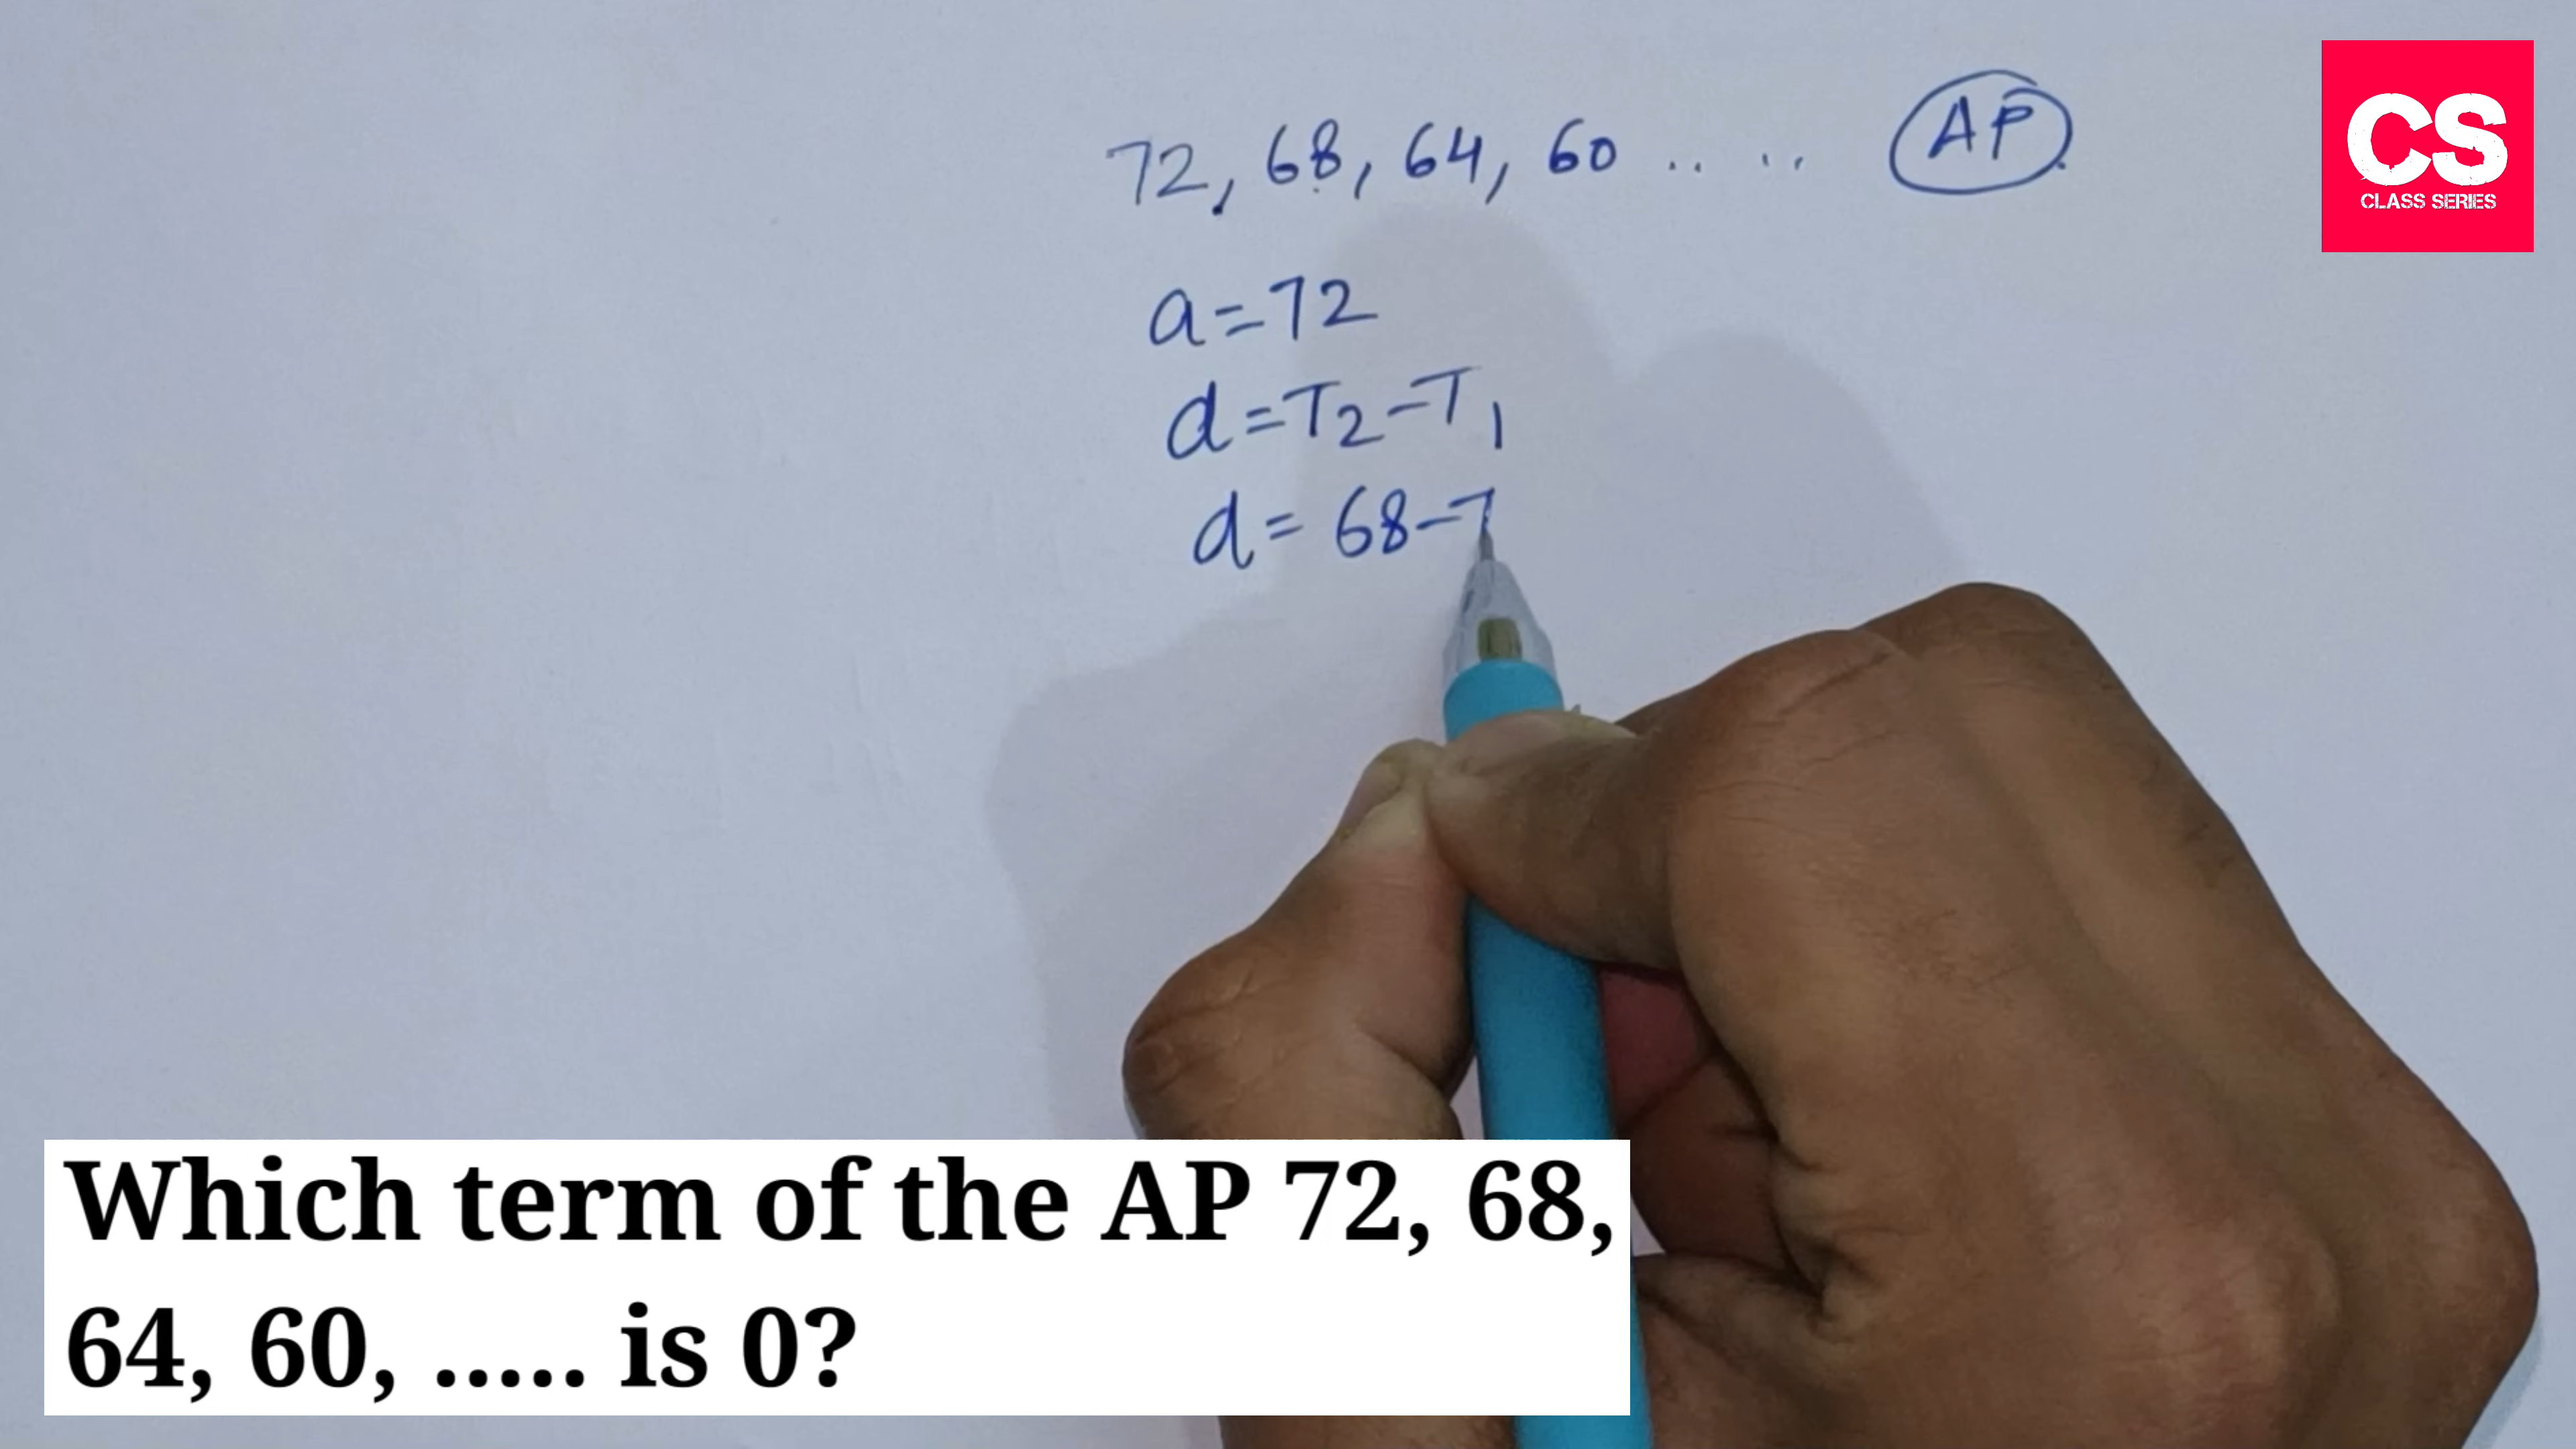 72, 68, 64, 60 ..... AP
CS
CLASS SERIES
a=72
d=T2-T1
d= 68-7
Which term of the AP 72, 68,
64, 60, ..... is 0?